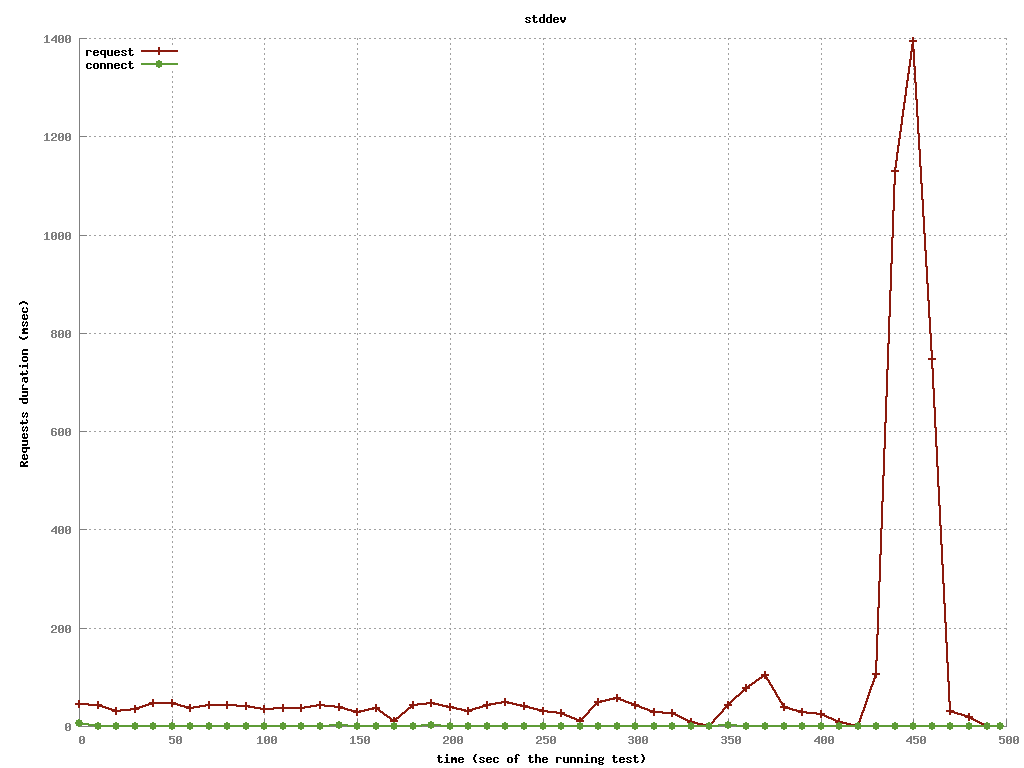 stddev
request
connect
1400
1200
1000
800
600
400
200
0
Requests duration (msec)
0 50 100 150 200 250 300 350 400 450 500
time (sec of the running test)